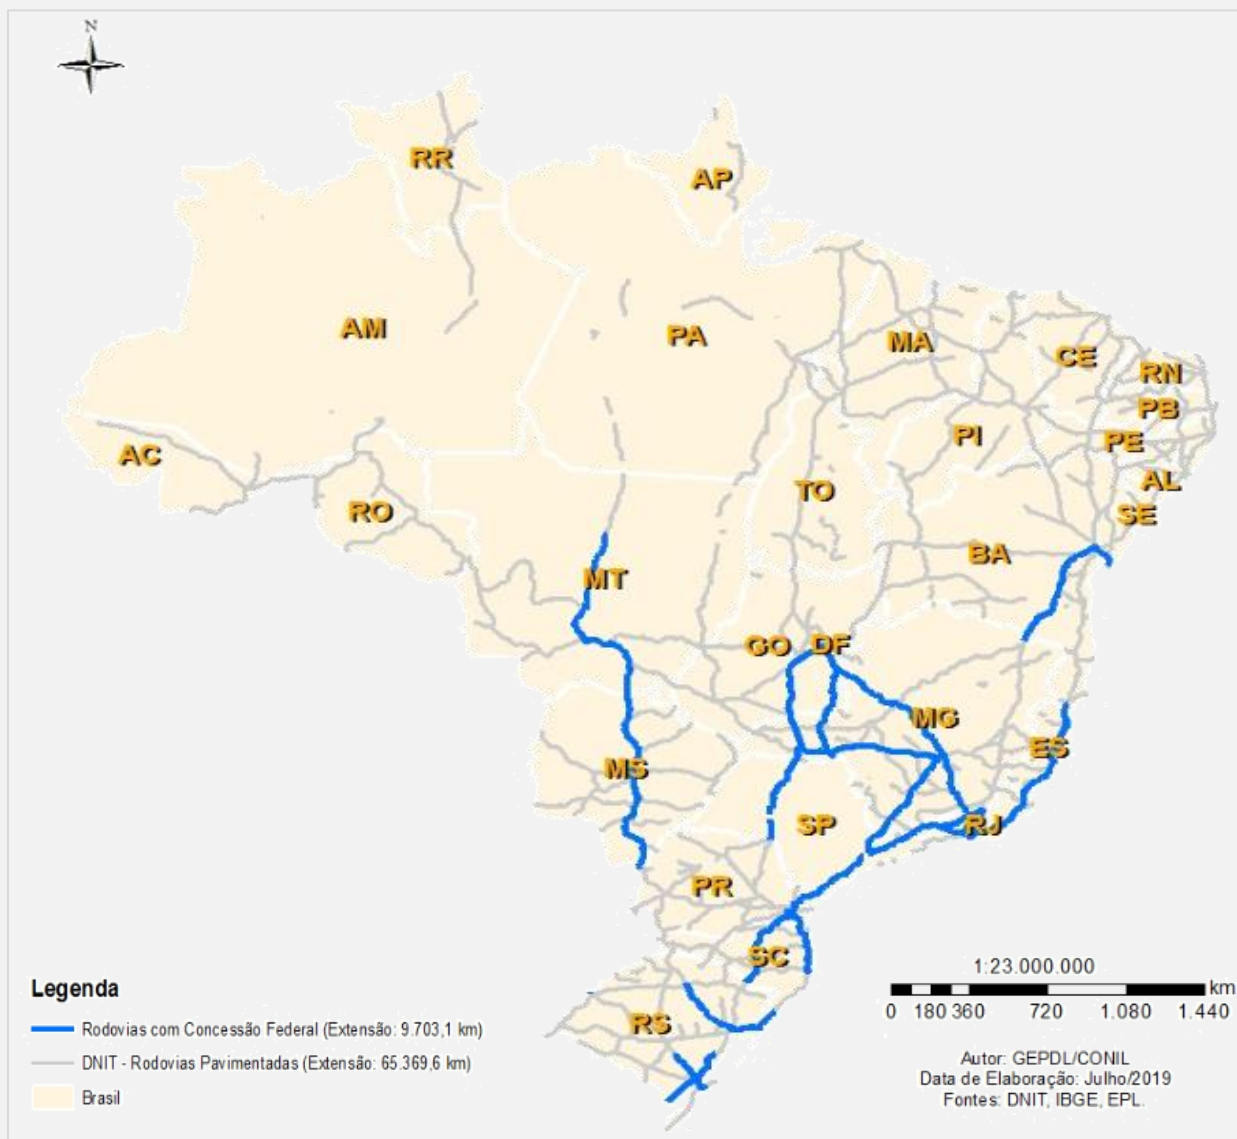 N
RR
AP
AM
PA
MA
CE
RN
PB
PI
PE
AC
AL
TO
RO
SE
BA
MT
GO
DF
MG
ES
MS
SP
RJ
PR
SC
1:23.000.000
km
0 180 360 720 1.080 1.440
Legenda
RS
Rodovias com Concessão Federal (Extensão: 9.703,1 km)
DNIT - Rodovias Pavimentadas (Extensão: 65.369,6 km)
Brasil
Autor: GEPDL/CONIL
Data de Elaboração: Julho/2019
Fontes: DNIT, IBGE, EPL.